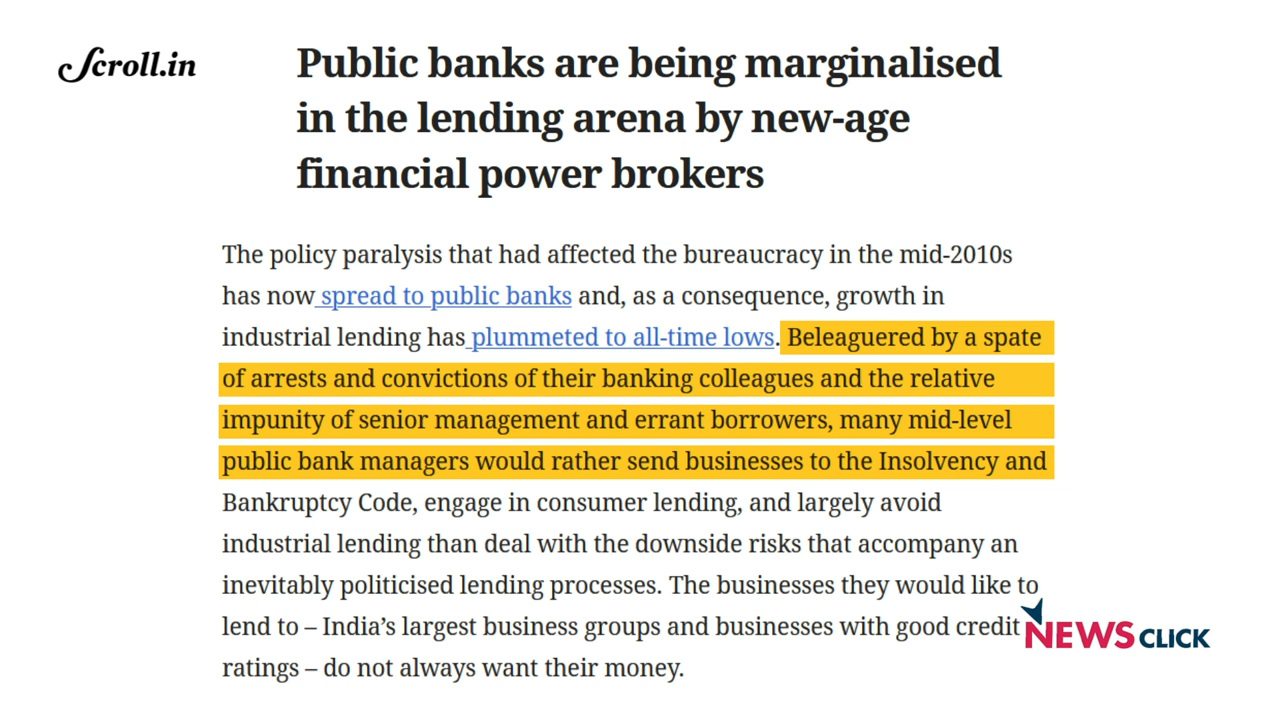 Scroll.in
Public banks are being marginalised
in the lending arena by new-age
financial power brokers
The policy paralysis that had affected the bureaucracy in the mid-2010s
has now spread to public banks and, as a consequence, growth in
industrial lending has plummeted to all-time lows. Beleaguered by a spate
of arrests and convictions of their banking colleagues and the relative
impunity of senior management and errant borrowers, many mid-level
public bank managers would rather send businesses to the Insolvency and
Bankruptcy Code, engage in consumer lending, and largely avoid
industrial lending than deal with the downside risks that accompany an
inevitably politicised lending processes. The businesses they would like to
lend to – India’s largest business groups and businesses with good credit
ratings – do not always want their money.
NEWSCLICK